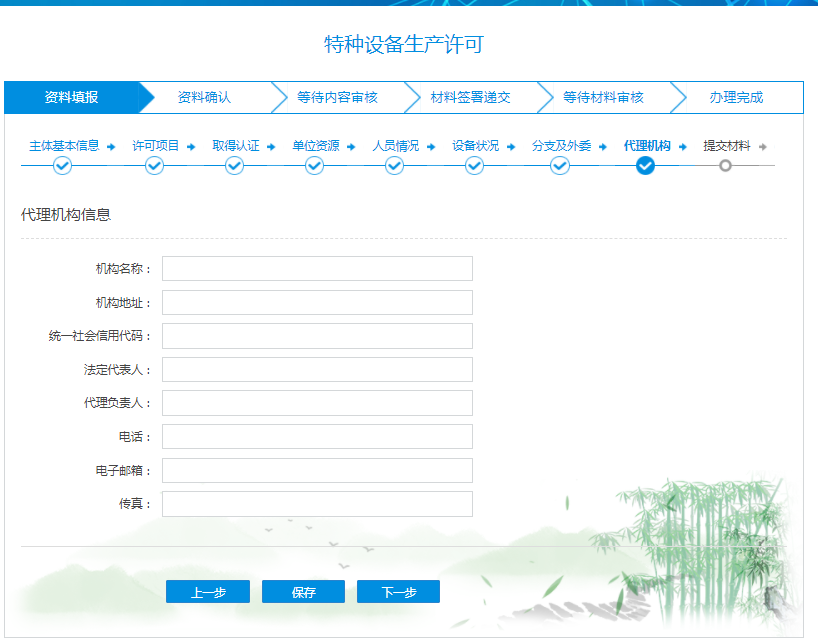 特种设备生产许可
资料填报 资料确认 等待内容审核 材料签署递交 等待材料审核 办理完成
主体基本信息 许可项目 取得认证 单位资源 人员情况 设备状况 分支及外委 代理机构 提交材料
代理机构信息
机构名称：
机构地址：
统一社会信用代码：
法定代表人：
代理负责人：
电话：
电子邮箱：
传真：
上一步 保存 下一步